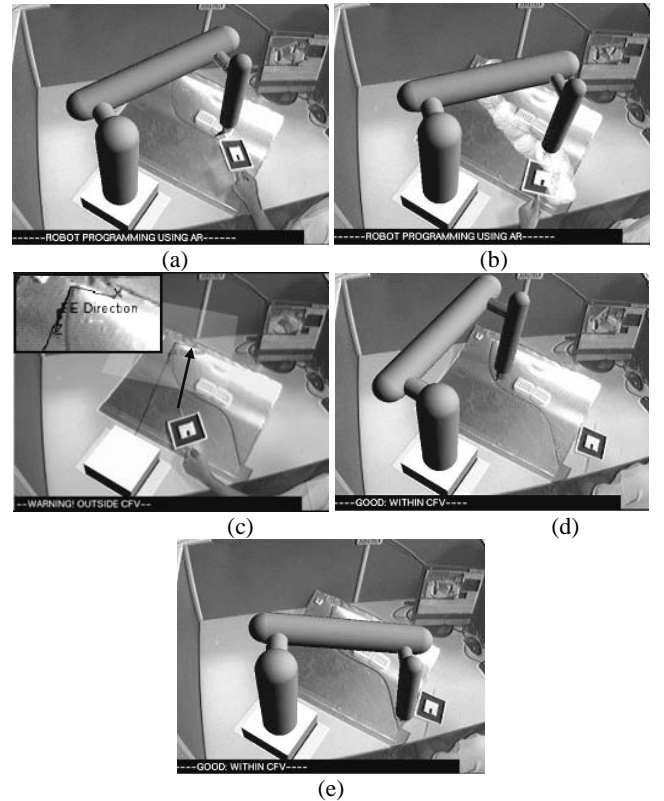 ------ROBOT PROGRAMMING USING AR------
------ROBOT PROGRAMMING USING AR------
(a)
(b)
EE Direction
X
Z
--WARNING! OUTSIDE CFV--
----GOOD: WITHIN CFV----
(c)
(d)
----GOOD: WITHIN CFV----
(e)